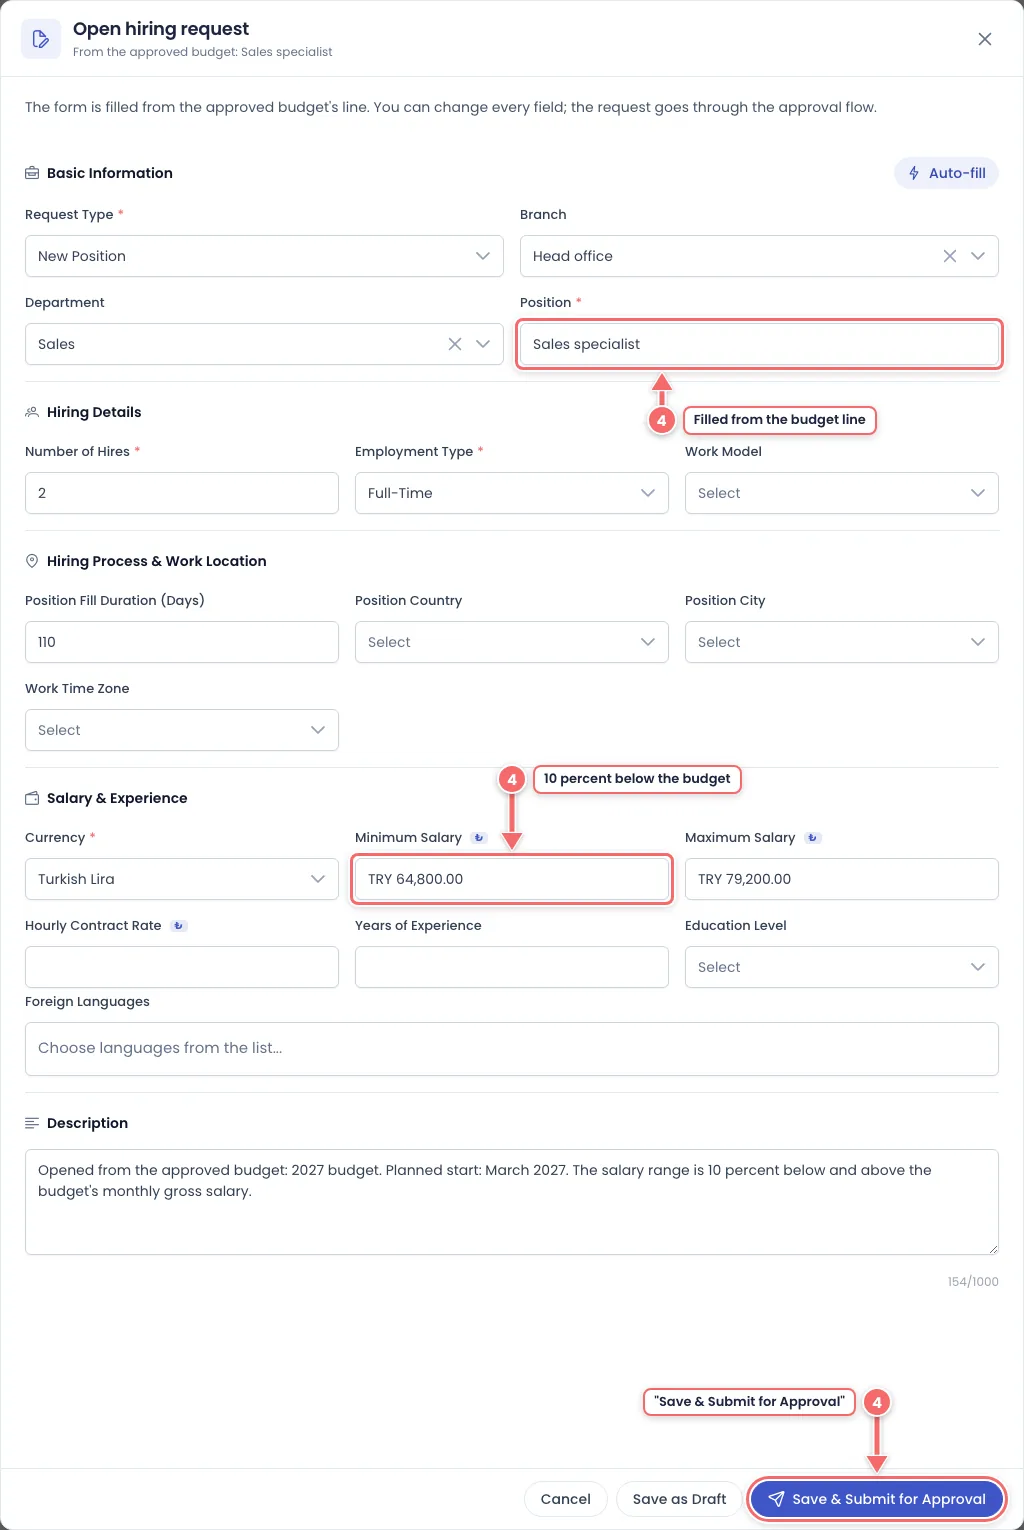 Open hiring request
From the approved budget: Sales specialist
The form is filled from the approved budget's line. You can change every field; the request goes through the approval flow.
Basic Information
Auto-fill
Request Type *
Branch
New Position
Head office
Department
Position *
Sales
Sales specialist
Hiring Details
4
Filled from the budget line
Number of Hires *
Employment Type *
Work Model
2
Full-Time
Select
Hiring Process & Work Location
Position Fill Duration (Days)
Position Country
Position City
110
Select
Select
Work Time Zone
Select
4
10 percent below the budget
Salary & Experience
Currency *
Minimum Salary ₺
Maximum Salary ₺
Turkish Lira
TRY 64,800.00
TRY 79,200.00
Hourly Contract Rate ₺
Years of Experience
Education Level
Select
Foreign Languages
Choose languages from the list...
Description
Opened from the approved budget: 2027 budget. Planned start: March 2027. The salary range is 10 percent below and above the
budget's monthly gross salary.
154/1000
"Save & Submit for Approval"
4
Cancel
Save as Draft
Save & Submit for Approval